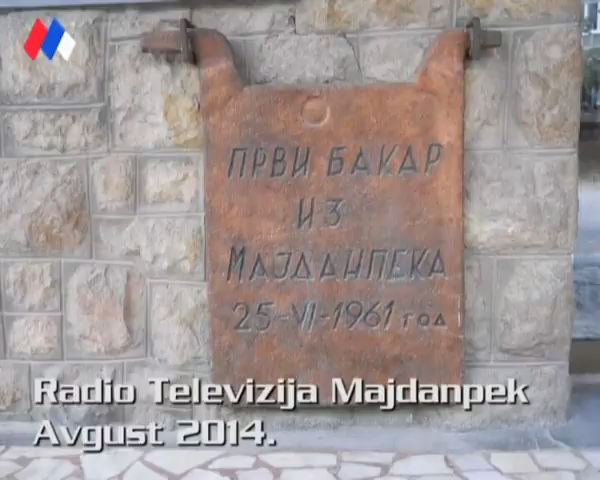 ПРВИ БАКАР
ИЗ
МАЈДАНПЕКА
25-VI-1961 год
Radio Televizija Majdanpek
Avgust 2014.